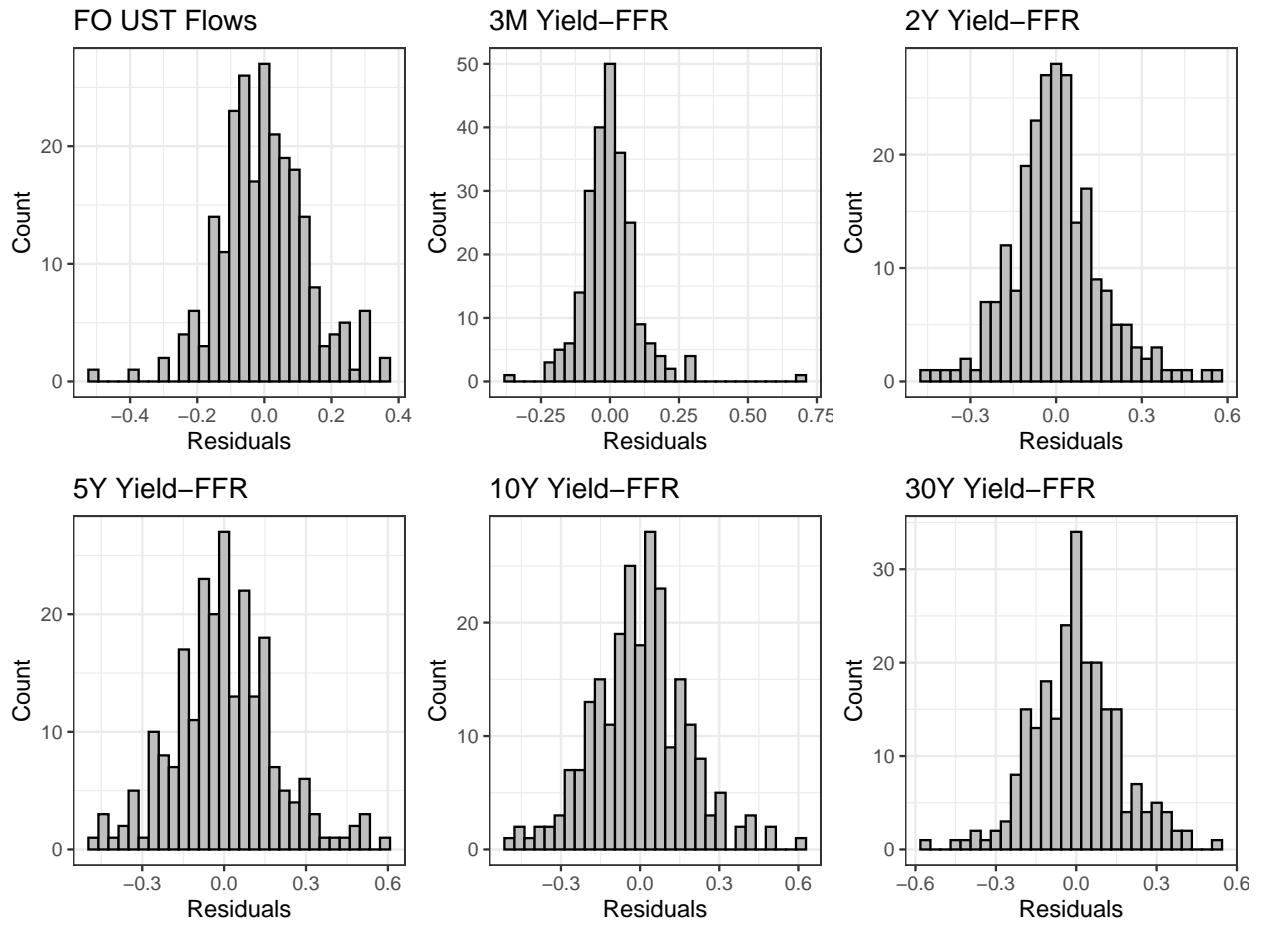 FO UST Flows
Count
20
10
0
−0.4 −0.2 0.0 0.2 0.4
Residuals
3M Yield−FFR
Count
50
40
30
20
10
0
−0.25 0.00 0.25 0.50 0.75
Residuals
2Y Yield−FFR
Count
20
10
0
−0.3 0.0 0.3 0.6
Residuals
5Y Yield−FFR
Count
20
10
0
−0.3 0.0 0.3 0.6
Residuals
10Y Yield−FFR
Count
20
10
0
−0.3 0.0 0.3 0.6
Residuals
30Y Yield−FFR
Count
30
20
10
0
−0.6 −0.3 0.0 0.3 0.6
Residuals